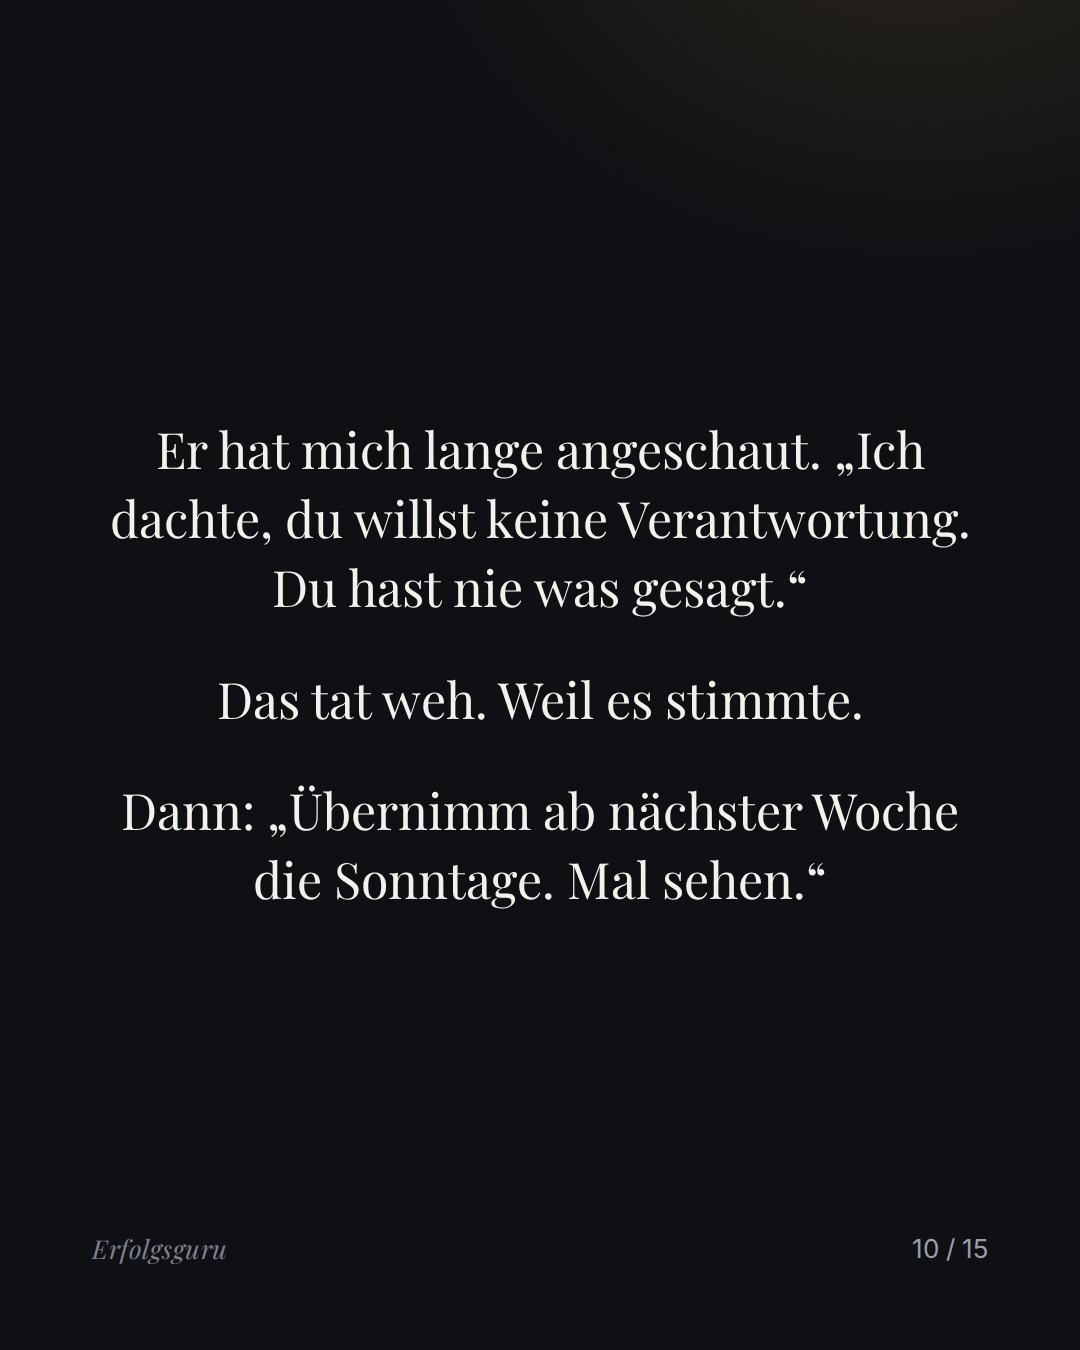 Er hat mich lange angeschaut. „Ich
dachte, du willst keine Verantwortung.
Du hast nie was gesagt.“
Das tat weh. Weil es stimmte.
Dann: „Übernimm ab nächster Woche
die Sonntage. Mal sehen.“
Erfolgsguru
10 / 15